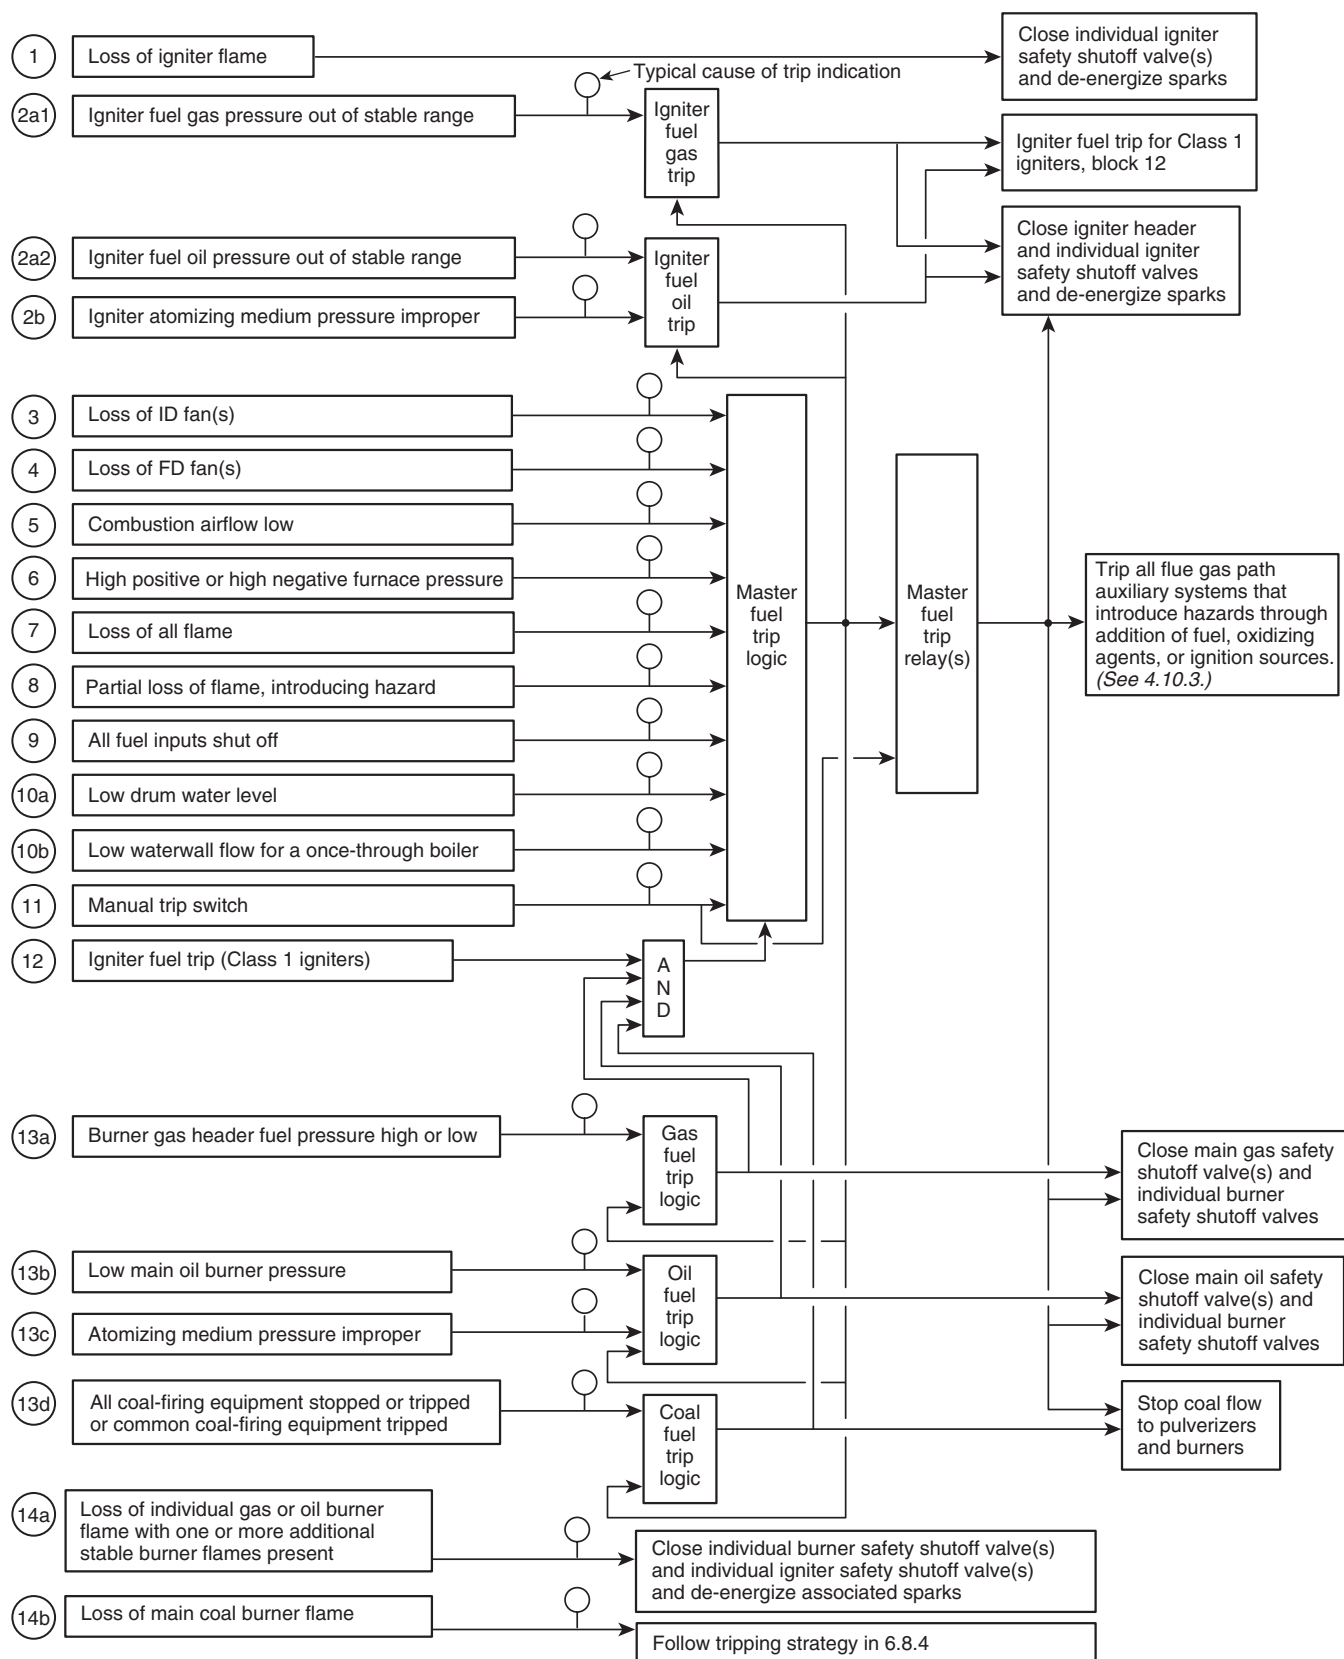 1
Loss of igniter flame
Close individual igniter
safety shutoff valve(s)
and de-energize sparks
Typical cause of trip indication
2a1
Igniter fuel gas pressure out of stable range
Igniter
fuel
gas
trip
Igniter fuel trip for Class 1
igniters, block 12
2a2
Igniter fuel oil pressure out of stable range
2b
Igniter atomizing medium pressure improper
Igniter
fuel
oil
trip
Close igniter header
and individual igniter
safety shutoff valves
and de-energize sparks
3
Loss of ID fan(s)
4
Loss of FD fan(s)
5
Combustion airflow low
6
High positive or high negative furnace pressure
7
Loss of all flame
8
Partial loss of flame, introducing hazard
9
All fuel inputs shut off
10a
Low drum water level
10b
Low waterwall flow for a once-through boiler
11
Manual trip switch
Master
fuel
trip
logic
Master
fuel
trip
relay(s)
Trip all flue gas path
auxiliary systems that
introduce hazards through
addition of fuel, oxidizing
agents, or ignition sources.
(See 4.10.3.)
12
Igniter fuel trip (Class 1 igniters)
A
N
D
13a
Burner gas header fuel pressure high or low
Gas
fuel
trip
logic
Close main gas safety
shutoff valve(s) and
individual burner
safety shutoff valves
13b
Low main oil burner pressure
13c
Atomizing medium pressure improper
Oil
fuel
trip
logic
Close main oil safety
shutoff valve(s) and
individual burner
safety shutoff valves
13d
All coal-firing equipment stopped or tripped
or common coal-firing equipment tripped
Coal
fuel
trip
logic
Stop coal flow
to pulverizers
and burners
14a
Loss of individual gas or oil burner
flame with one or more additional
stable burner flames present
Close individual burner safety shutoff valve(s)
and individual igniter safety shutoff valve(s)
and de-energize associated sparks
14b
Loss of main coal burner flame
Follow tripping strategy in 6.8.4